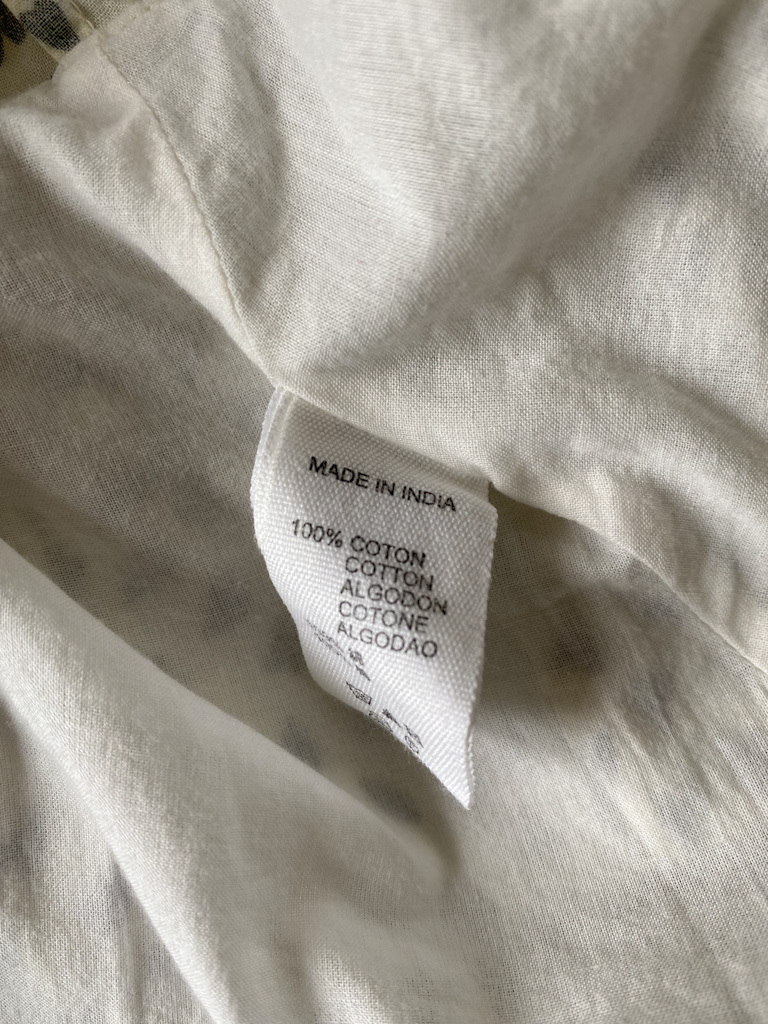 MADE IN INDIA
100% COTON
COTTON
ALGODON
COTONE
ALGODAO